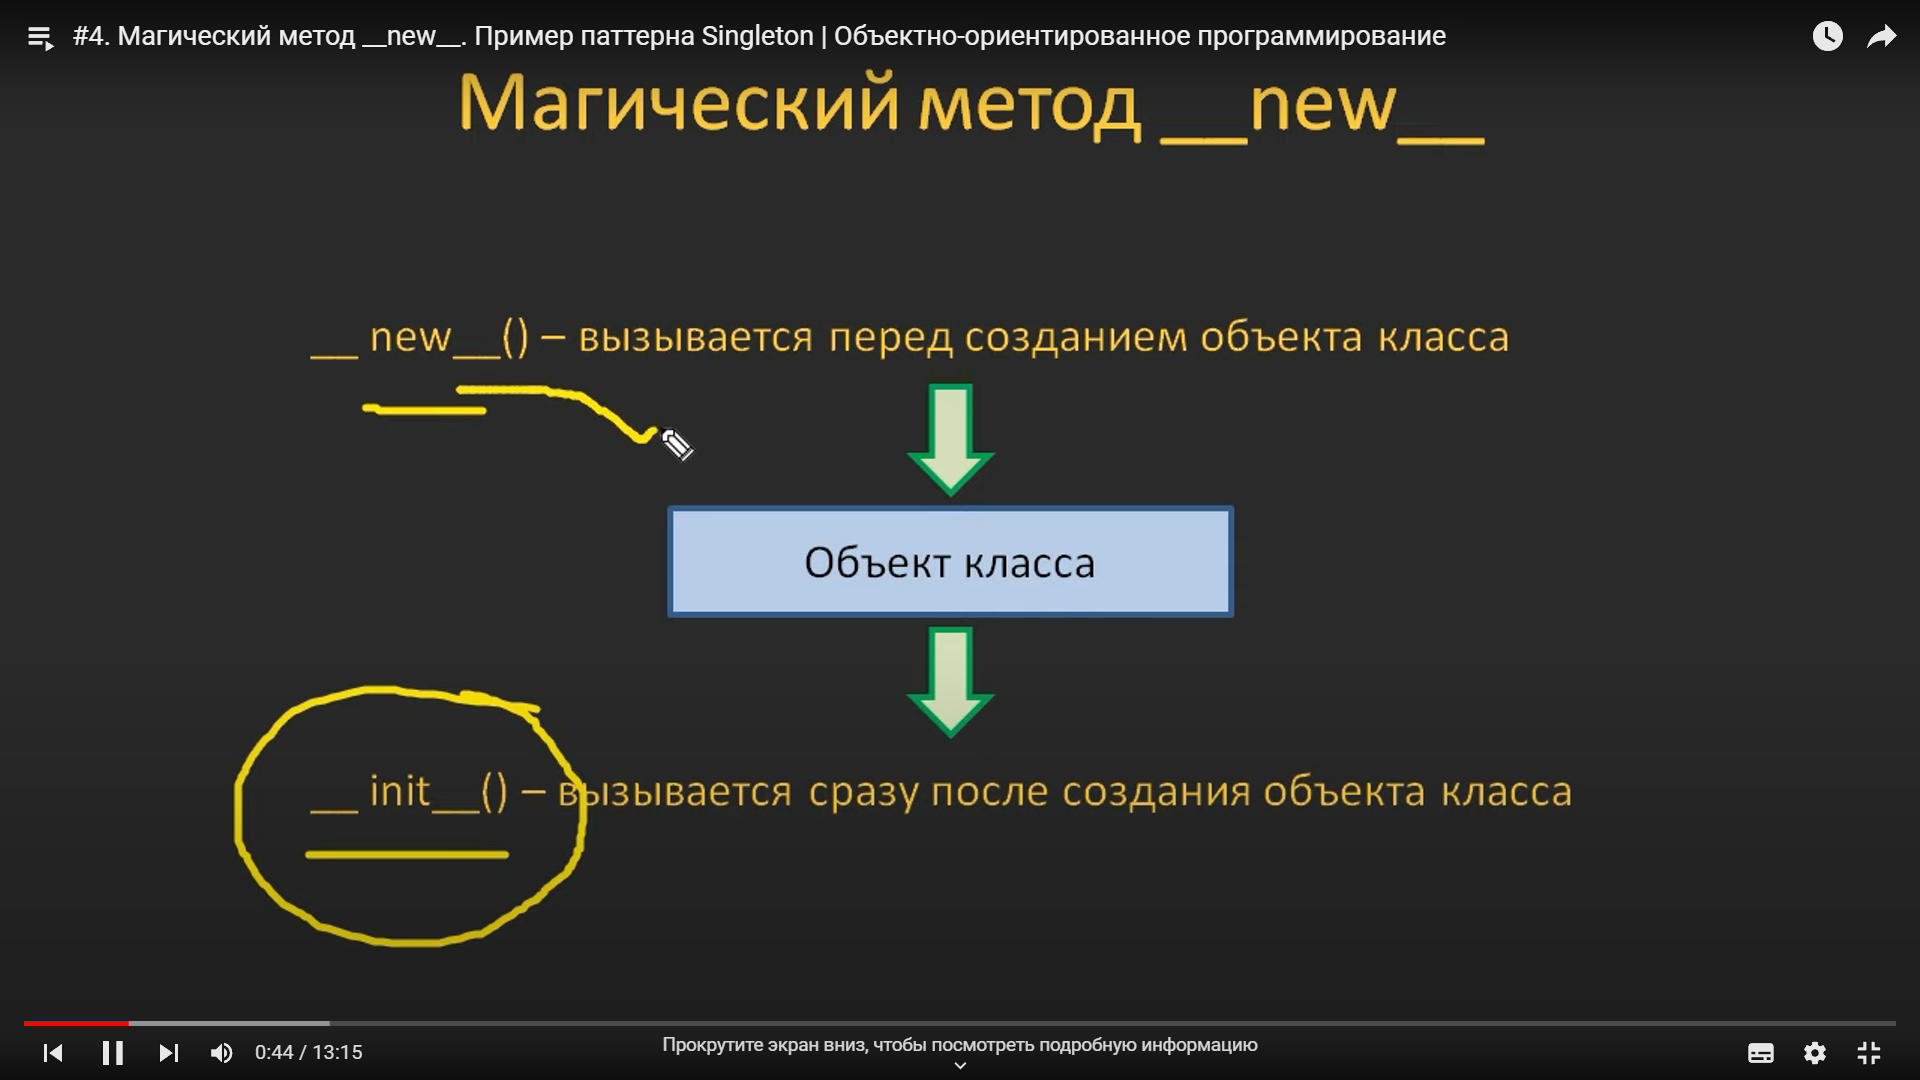 #4. Магический метод __new__. Пример паттерна Singleton | Объектно-ориентированное программирование
Магический метод __new__
__ new__() – вызывается перед созданием объекта класса
Объект класса
__ init__() – вызывается сразу после создания объекта класса
0:44 / 13:15
Прокрутите экран вниз, чтобы посмотреть подробную информацию